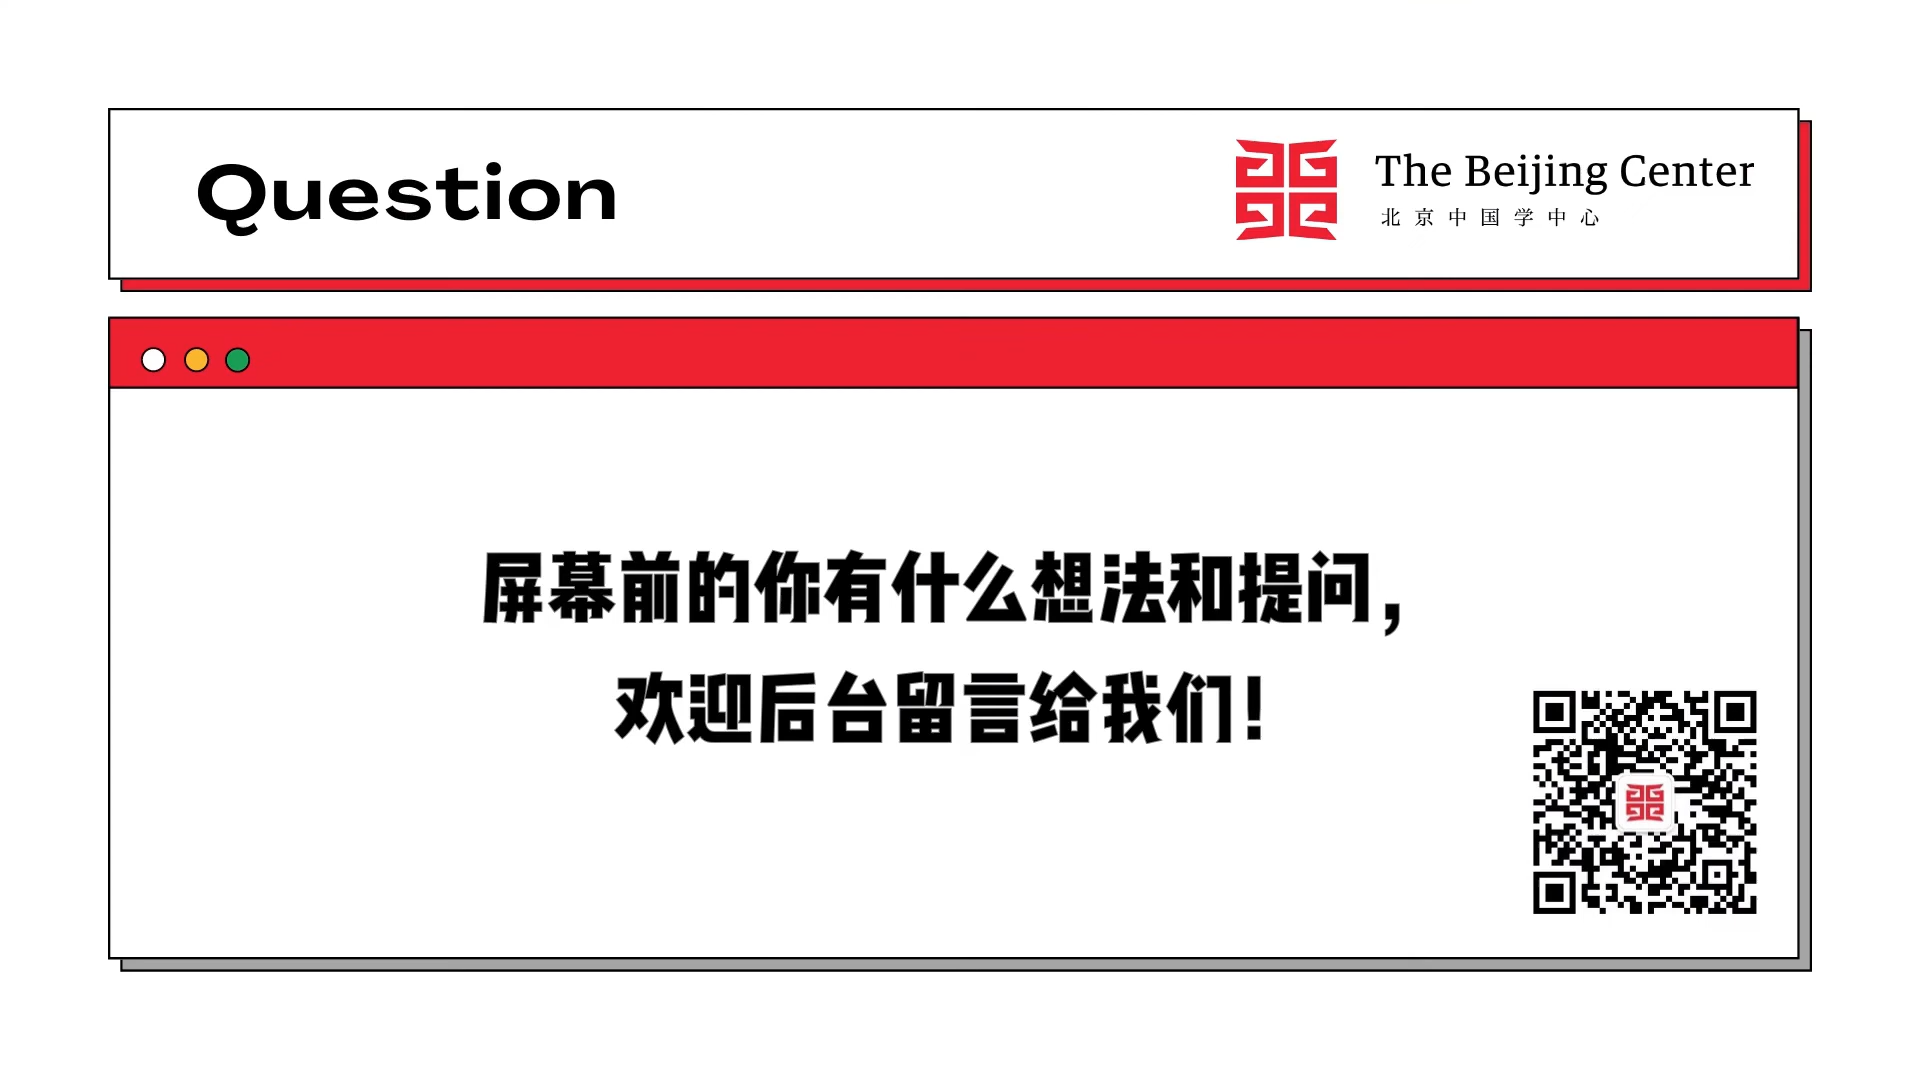 Question
The Beijing Center
北京中国学中心
屏幕前的你有什么想法和提问，
欢迎后台留言给我们！